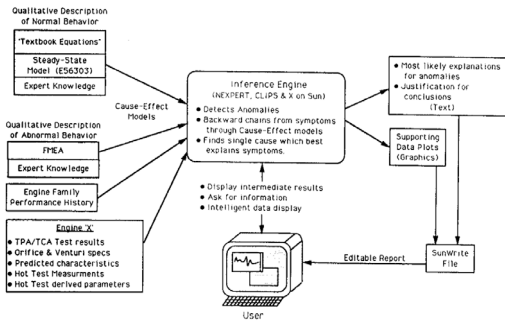 Qualitative Description
of Normal Behavior
"Textbook Equations"
Steady-State
Model (E56303)
Expert Knowledge
Cause-Effect
Models
Qualitative Description
of Abnormal Behavior
FMEA
Expert Knowledge
Engine Family
Performance History
Engine 'X'
• TPA/TCA Test results
• Orifice & Venturi specs
• Predicted characteristics
• Hot Test Measurments
• Hot Test derived parameters
Inference Engine
(NEXPERT, CLIPS & X on Sun)
• Detects Anomalies
• Backward chains from symptoms
through Cause-Effect models
• Finds single cause which best
explains symptoms.
• Display intermediate results
• Ask for information
• Intelligent data display
User
• Most likely explanations
for anomalies
• Justification for
conclusions
(Text)
Supporting
Data Plots
(Graphics)
Editable Report
SunWrite
File